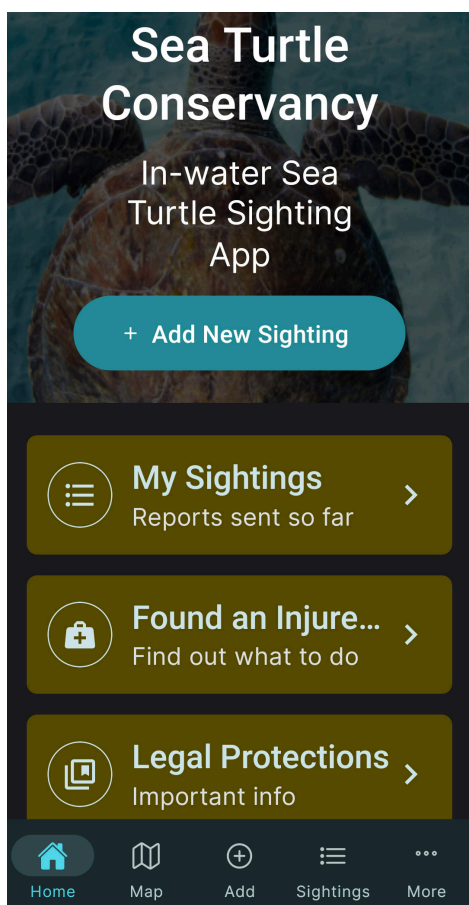 Sea Turtle
Conservancy
In-water Sea
Turtle Sighting
App
+ Add New Sighting
My Sightings
Reports sent so far
Found an Injure...
Find out what to do
Legal Protections
Important info
Home Map Add Sightings More